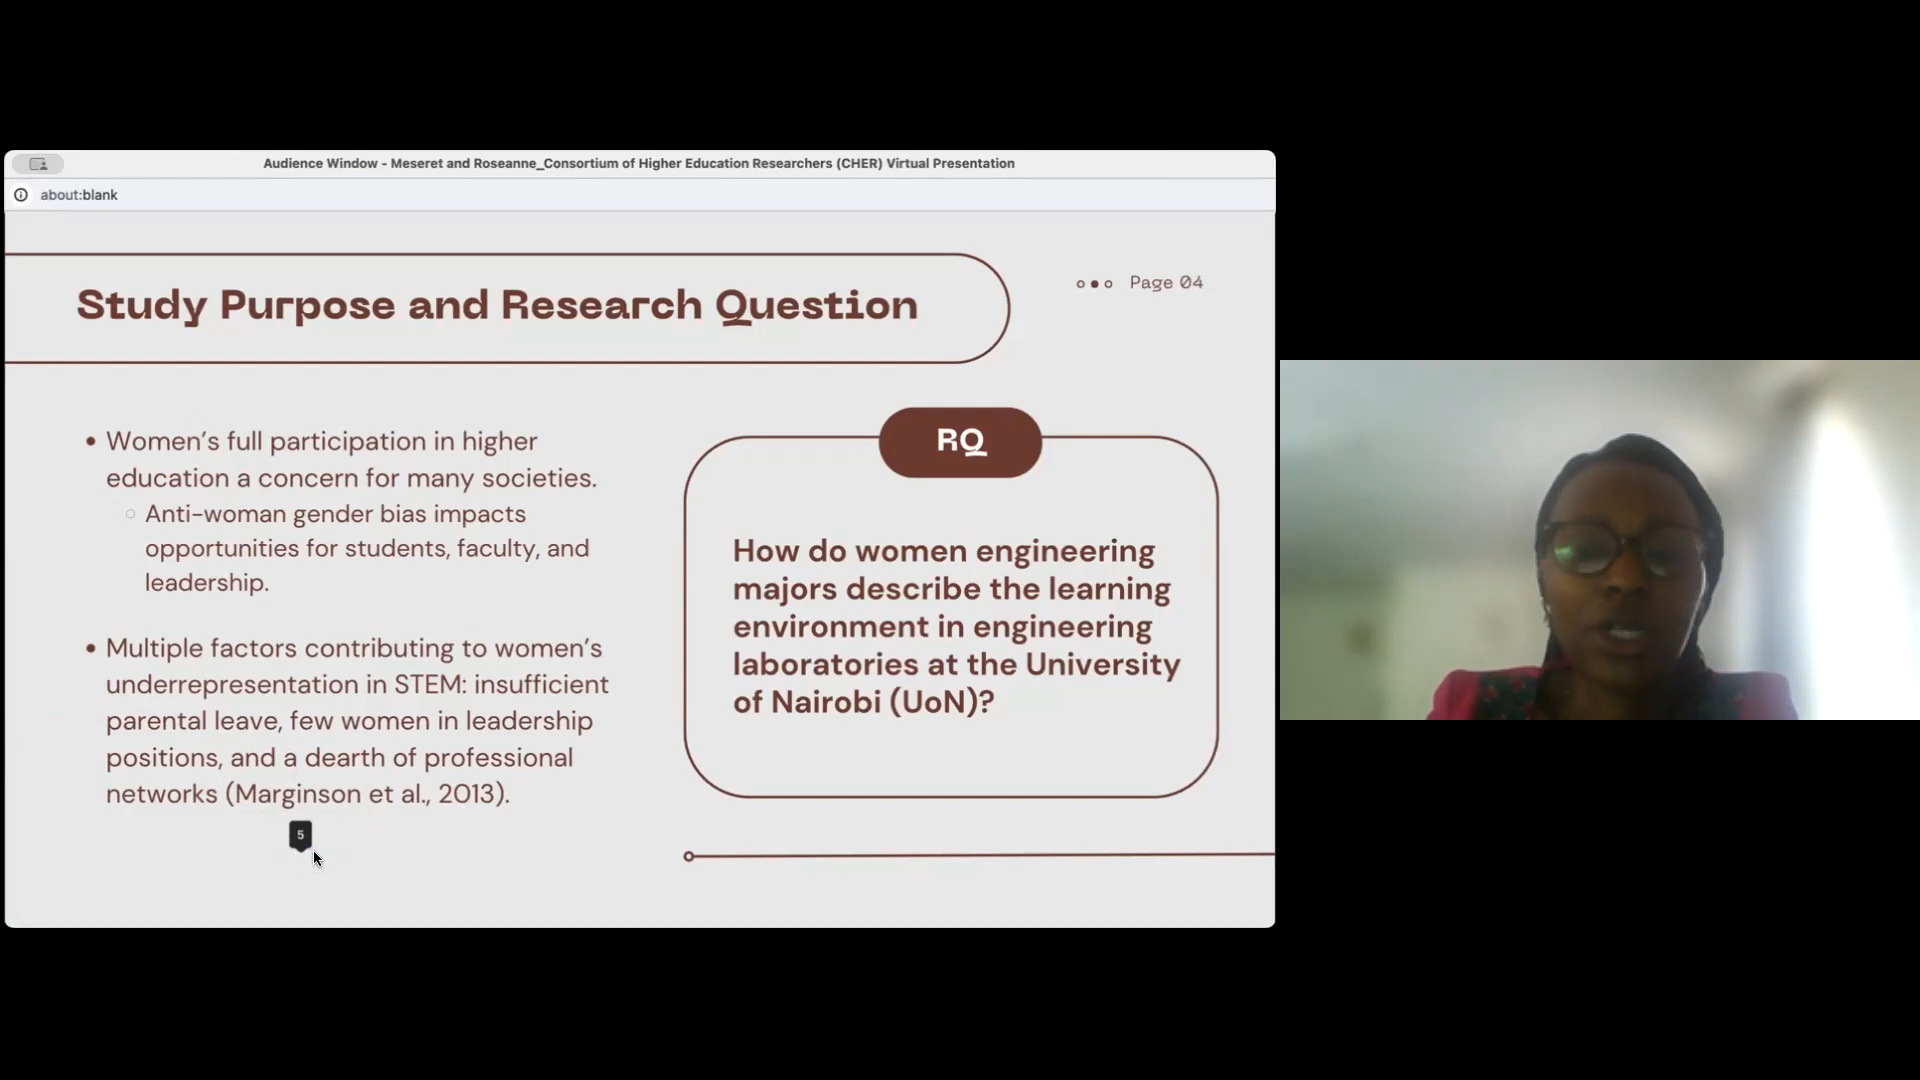 Audience Window - Meseret and Roseanne_Consortium of Higher Education Researchers (CHER) Virtual Presentation
about:blank
Study Purpose and Research Question
Page 04
Women's full participation in higher
education a concern for many societies.
Anti-woman gender bias impacts
opportunities for students, faculty, and
leadership.
Multiple factors contributing to women's
underrepresentation in STEM: insufficient
parental leave, few women in leadership
positions, and a dearth of professional
networks (Marginson et al., 2013).
5
RQ
How do women engineering
majors describe the learning
environment in engineering
laboratories at the University
of Nairobi (UoN)?